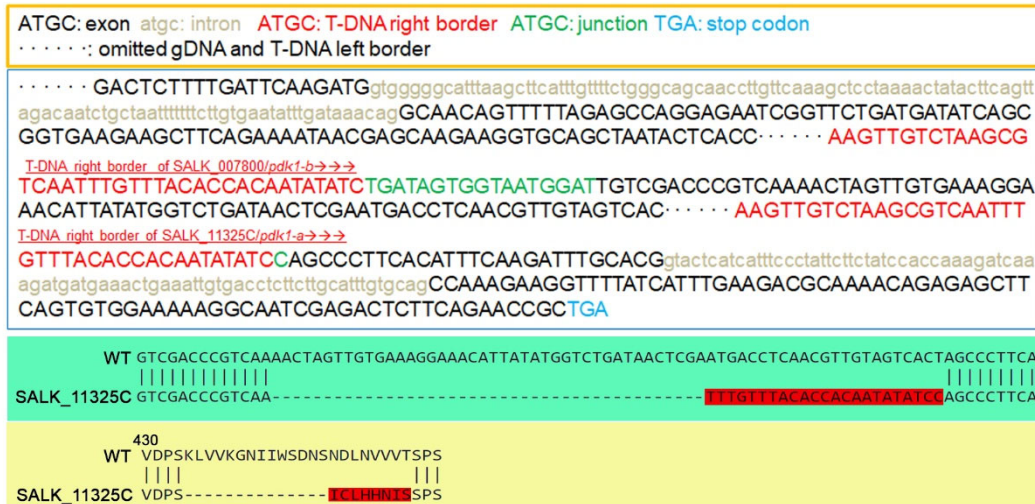 ATGC: exon atgc: intron ATGC: T-DNA right border ATGC: junction TGA: stop codon
· · · · · ·: omitted gDNA and T-DNA left border
· · · · · · GACTCTTTTGATTCAAGATGgtgggggcatttaagcttcatttgttttctgggcagcaaccttgttcaaagctcctaaaactatacttcagtt
agacaatctgctaatttttttcttgtgaatatttgataaacagGCAACAGTTTTTAGAGCCAGGAGAATCGGTTCTGATGATATCAGC
GGTGAAGAAGCTTCAGAAAATAACGAGCAAGAAGGTGCAGCTAATACTCACC· · · · · · AAGTTGTCTAAGCG
T-DNA right border of SALK_007800/pdk1-b→→→
TCAATTTGTTTACACCACAATATATCTGATAGTGGTAATGGATTGTCGACCCGTCAAAACTAGTTGTGAAAGGA
AACATTATATGGTCTGATAACTCGAATGACCTCAACGTTGTAGTCAC· · · · · · AAGTTGTCTAAGCGTCAATTT
T-DNA right border of SALK_11325C/pdk1-a→→→
GTTTACACCACAATATATCCAGCCCTTCACATTTCAAGATTTGCACGgtactcatcatttccctattcttctatccaccaaagatcaa
agatgatgaaactgaaattgtgacctcttcttgcatttgtgcagCCAAAGAAGGTTTTATCATTTGAAGACGCAAAACAGAGAGCTT
CAGTGTGGAAAAAGGCAATCGAGACTCTTCAGAACCGCTGA
WT GTCGACCCGTCAAAACTAGTTGTGAAAGGAAACATTATATGGTCTGATAACTCGAATGACCTCAACGTTGTAGTCACTAGCCCTTCA
SALK_11325C GTCGACCCGTCAA------------------------------------------TTTGTTTACACCACAATATATCCAGCCCTTCA
430
WT VDPSKLVVKGNIIWSDNSNDLNVVVTSPS
SALK_11325C VDPS--------------ICLHHNISSPS